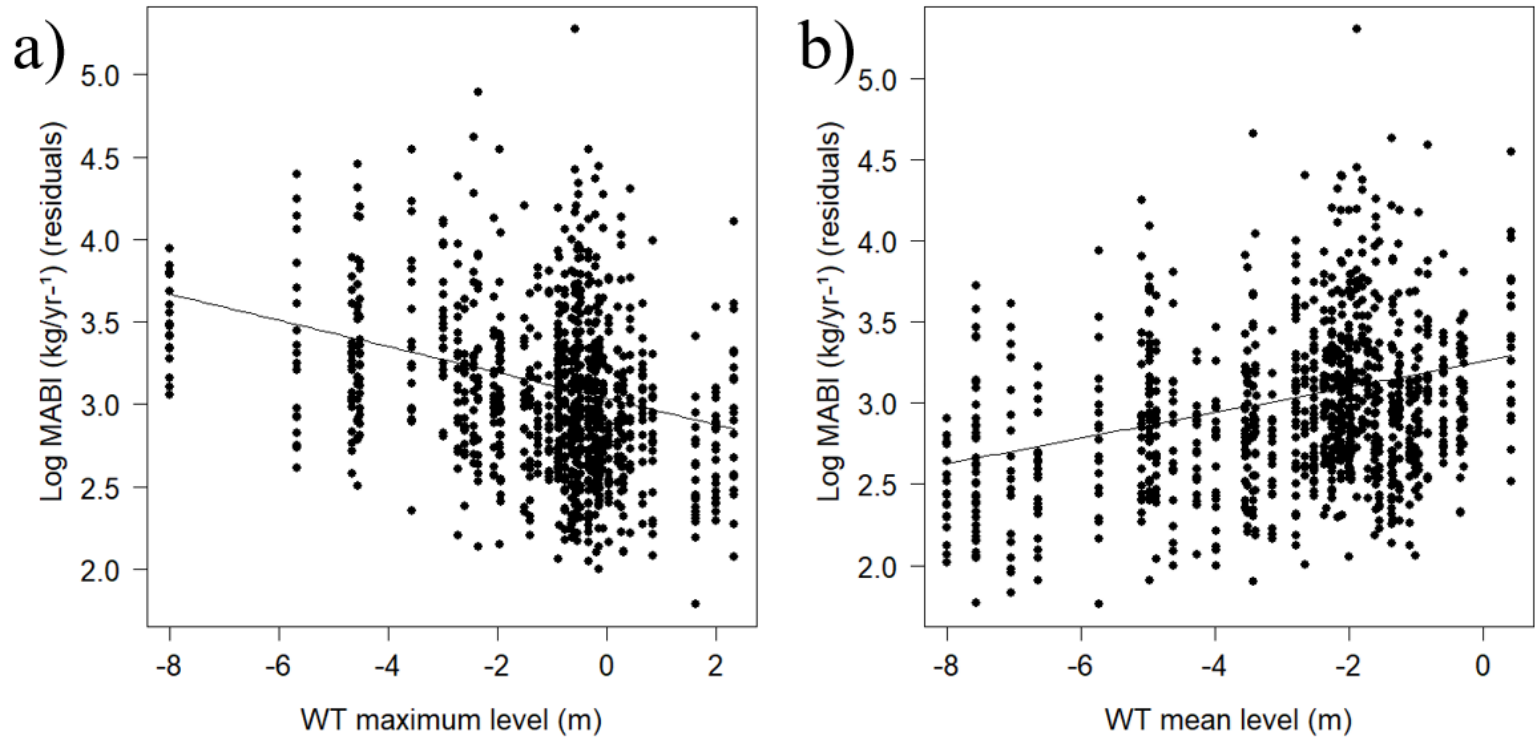 a)
Log MABI (kg/yr-¹) (residuals)
5.0
4.5
4.0
3.5
3.0
2.5
2.0
-8 -6 -4 -2 0 2
WT maximum level (m)
b)
Log MABI (kg/yr-¹) (residuals)
5.0
4.5
4.0
3.5
3.0
2.5
2.0
-8 -6 -4 -2 0
WT mean level (m)